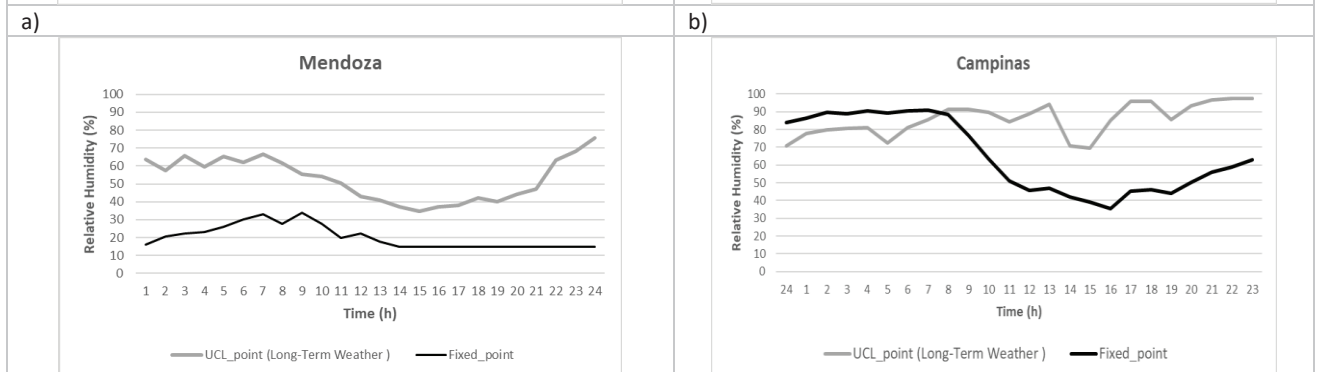 a)
b)
Mendoza
Relative Humidity (%)
100
90
80
70
60
50
40
30
20
10
0
1 2 3 4 5 6 7 8 9 10 11 12 13 14 15 16 17 18 19 20 21 22 23 24
Time (h)
UCL_point (Long-Term Weather )
Fixed_point
Campinas
Relative Humidity (%)
100
90
80
70
60
50
40
30
20
10
0
24 1 2 3 4 5 6 7 8 9 10 11 12 13 14 15 16 17 18 19 20 21 22 23
Time (h)
UCL_point (Long-Term Weather )
Fixed_point